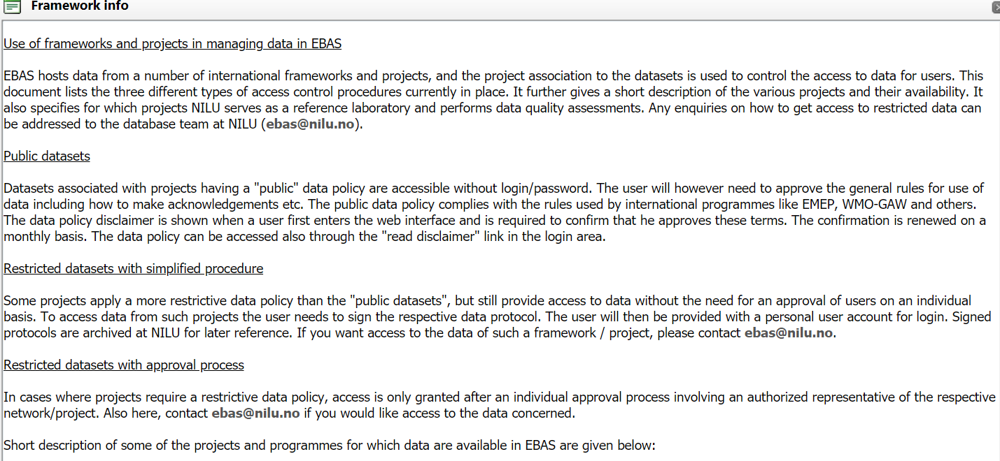 Framework info
Use of frameworks and projects in managing data in EBAS
EBAS hosts data from a number of international frameworks and projects, and the project association to the datasets is used to control the access to data for users. This
document lists the three different types of access control procedures currently in place. It further gives a short description of the various projects and their availability. It
also specifies for which projects NILU serves as a reference laboratory and performs data quality assessments. Any enquiries on how to get access to restricted data can
be addressed to the database team at NILU (ebas@nilu.no).
Public datasets
Datasets associated with projects having a "public" data policy are accessible without login/password. The user will however need to approve the general rules for use of
data including how to make acknowledgements etc. The public data policy complies with the rules used by international programmes like EMEP, WMO-GAW and others.
The data policy disclaimer is shown when a user first enters the web interface and is required to confirm that he approves these terms. The confirmation is renewed on a
monthly basis. The data policy can be accessed also through the "read disclaimer" link in the login area.
Restricted datasets with simplified procedure
Some projects apply a more restrictive data policy than the "public datasets", but still provide access to data without the need for an approval of users on an individual
basis. To access data from such projects the user needs to sign the respective data protocol. The user will then be provided with a personal user account for login. Signed
protocols are archived at NILU for later reference. If you want access to the data of such a framework / project, please contact ebas@nilu.no.
Restricted datasets with approval process
In cases where projects require a restrictive data policy, access is only granted after an individual approval process involving an authorized representative of the respective
network/project. Also here, contact ebas@nilu.no if you would like access to the data concerned.
Short description of some of the projects and programmes for which data are available in EBAS are given below: